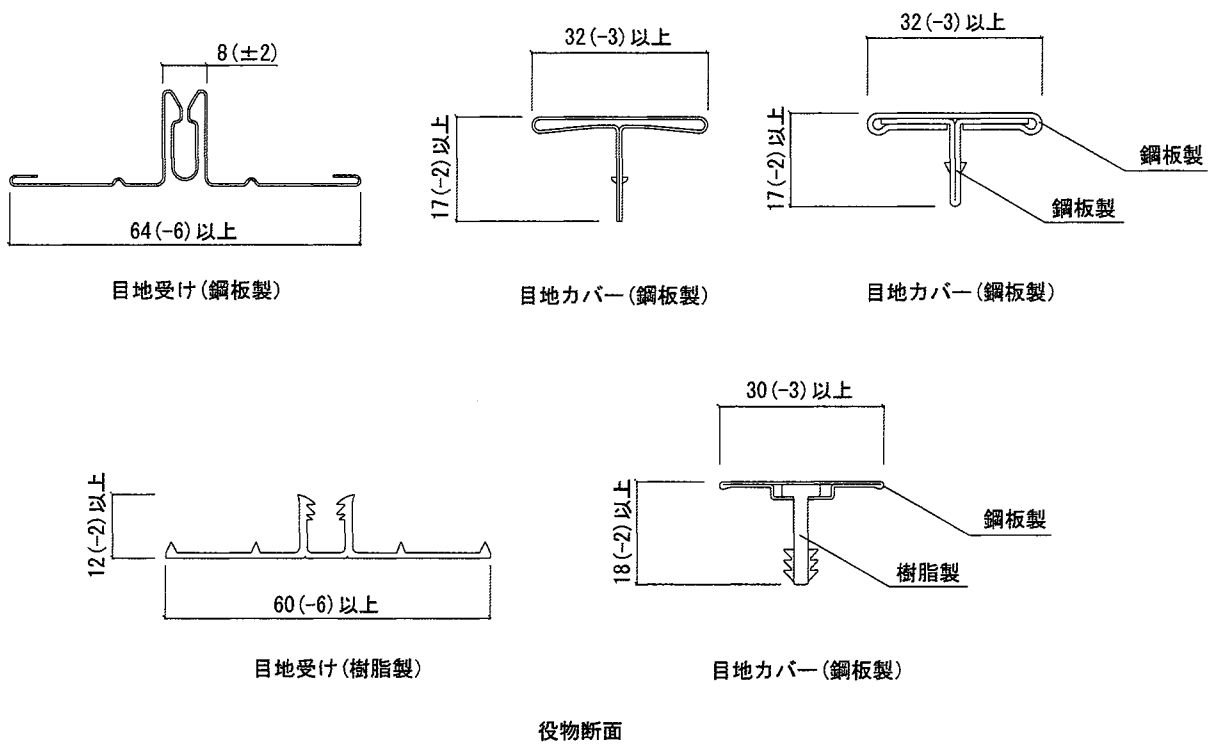 8(±2)
64(-6)以上
目地受け(鋼板製)
32(-3)以上
17(-2)以上
目地カバー(鋼板製)
32(-3)以上
17(-2)以上
鋼板製
鋼板製
目地カバー(鋼板製)
12(-2)以上
60(-6)以上
目地受け(樹脂製)
30(-3)以上
18(-2)以上
鋼板製
樹脂製
目地カバー(鋼板製)
役物断面